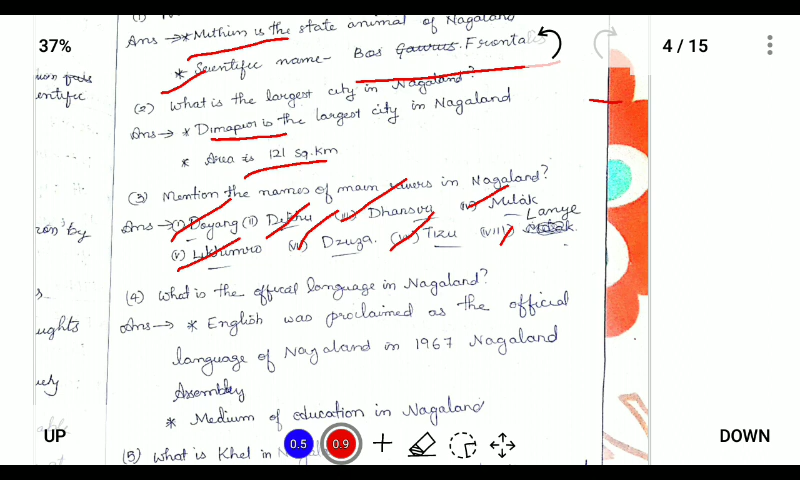 37%
4 / 15
Ans → * Mithun is the state animal of Nagaland
* Scientific name - Bos Gaurus. Frontalis
entific
(2) What is the largest city in Nagaland?
Ans → * Dimapur is the largest city in Nagaland
* Area is 121 sq.km
(3) Mention the names of main rivers in Nagaland?
Ans → (i) Doyang (ii) Dikhu (iii) Dhansiri (iv) Milak
(v) Likhimro (vi) Dzuza. (vii) Tizu (viii) Lanye
(4) What is the offical language in Nagaland?
ughts
Ans → * English was proclaimed as the official
language of Nagaland in 1967 Nagaland
Assembly
* Medium of education in Nagaland
UP
0.5
0.9
DOWN
(5) What is Khel in